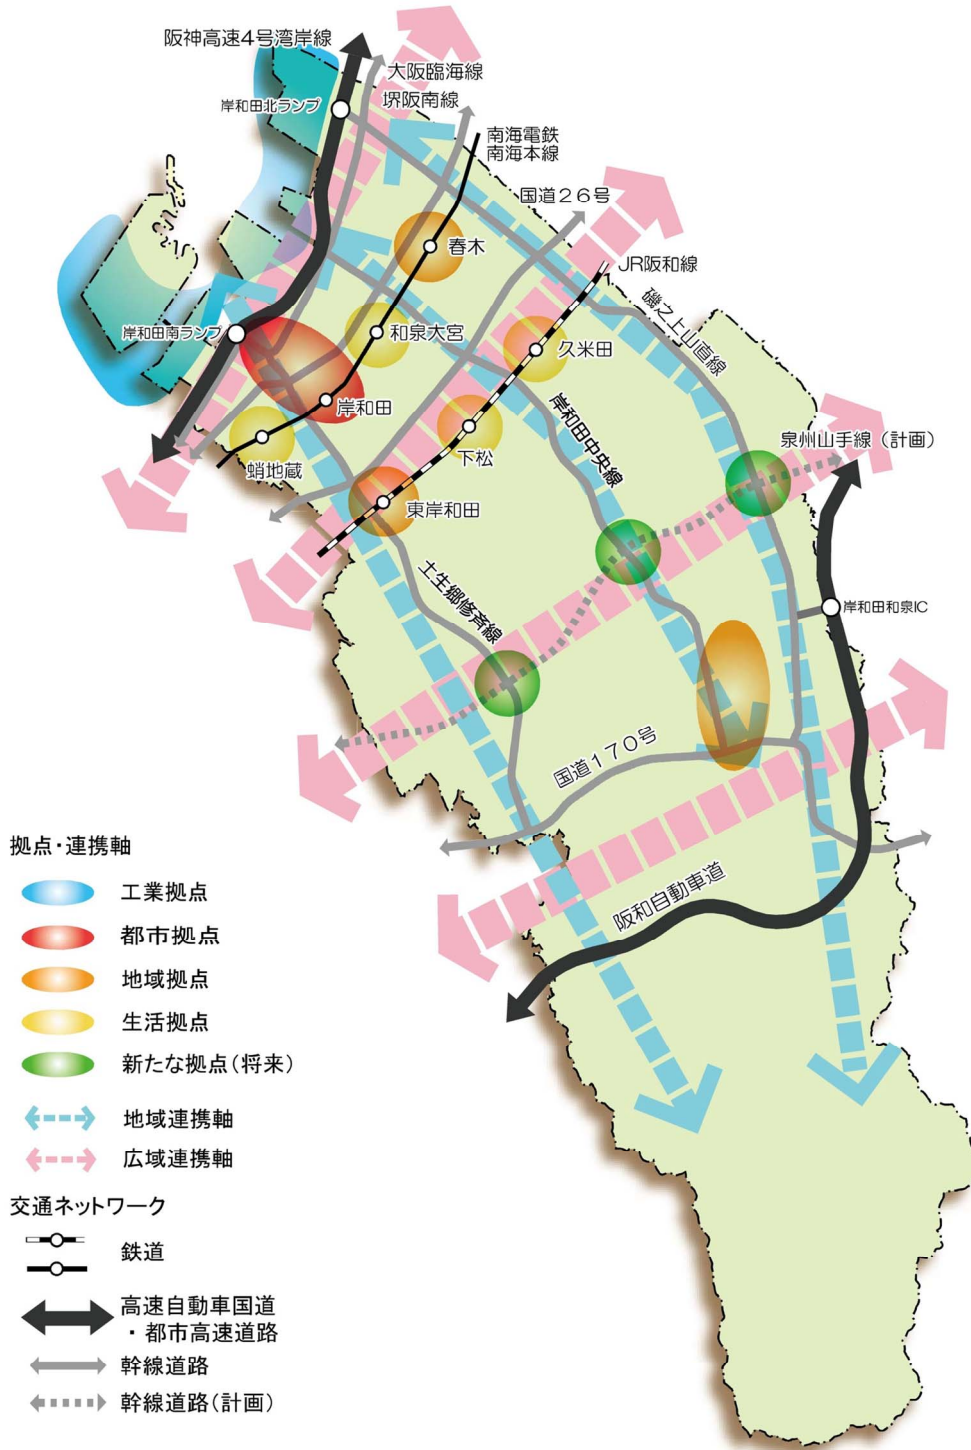 阪神高速4号湾岸線
大阪臨海線
岸和田北ランプ
堺阪南線
南海電鉄
南海本線
国道26号
春木
JR阪和線
磯之上山直線
岸和田南ランプ
和泉大宮
久米田
岸和田
岸和田中央線
泉州山手線（計画）
蛸地蔵
下松
東岸和田
土生郷修斉線
岸和田和泉IC
国道170号
阪和自動車道
拠点・連携軸
工業拠点
都市拠点
地域拠点
生活拠点
新たな拠点(将来)
地域連携軸
広域連携軸
交通ネットワーク
鉄道
高速自動車国道
・都市高速道路
幹線道路
幹線道路(計画)